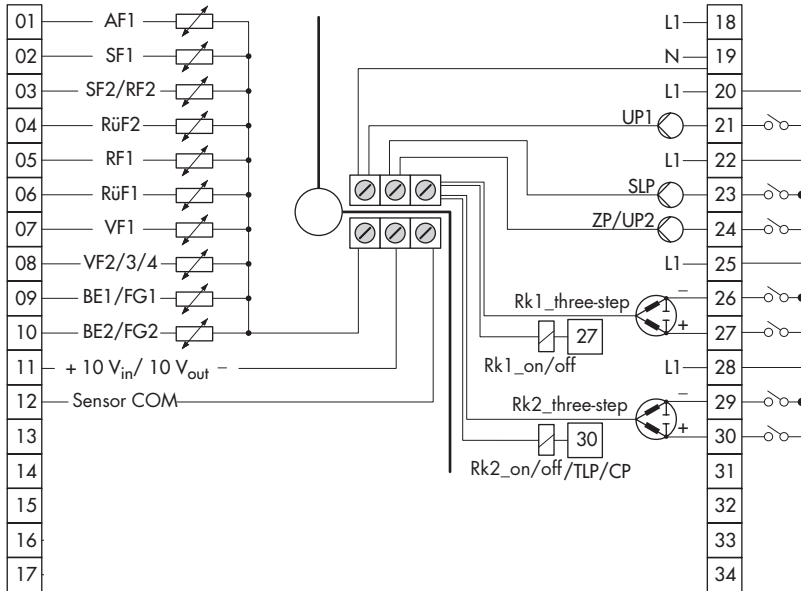 01 AF1
02 SF1
03 SF2/RF2
04 RüF2
05 RF1
06 RüF1
07 VF1
08 VF2/3/4
09 BE1/FG1
10 BE2/FG2
11 + 10 Vin/ 10 Vout −
12 Sensor COM
13
14
15
16
17
L1 18
N 19
L1 20
UP1 21
L1 22
SLP 23
ZP/UP2 24
L1 25
− 26
Rk1_three-step
+ 27
27
Rk1_on/off
L1 28
− 29
Rk2_three-step
+ 30
30
Rk2_on/off/TLP/CP
31
32
33
34